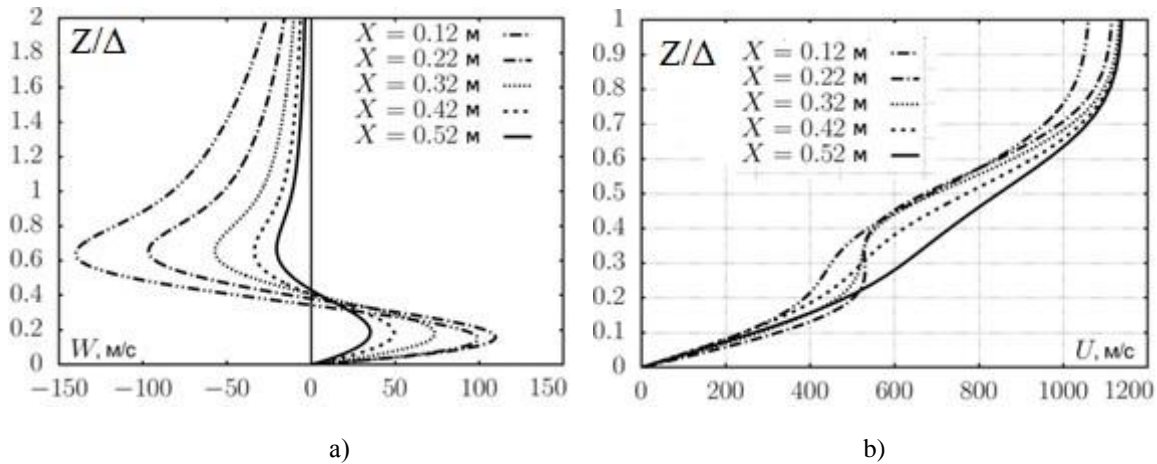 2
1.8
1.6
1.4
1.2
1
0.8
0.6
0.4
0.2
0
Z/Δ
X = 0.12 м
X = 0.22 м
X = 0.32 м
X = 0.42 м
X = 0.52 м
W, м/с
−150 −100 −50 0 50 100 150
a)
1
0.9
0.8
0.7
0.6
0.5
0.4
0.3
0.2
0.1
0
Z/Δ
X = 0.12 м
X = 0.22 м
X = 0.32 м
X = 0.42 м
X = 0.52 м
U, м/с
0 200 400 600 800 1000 1200
b)